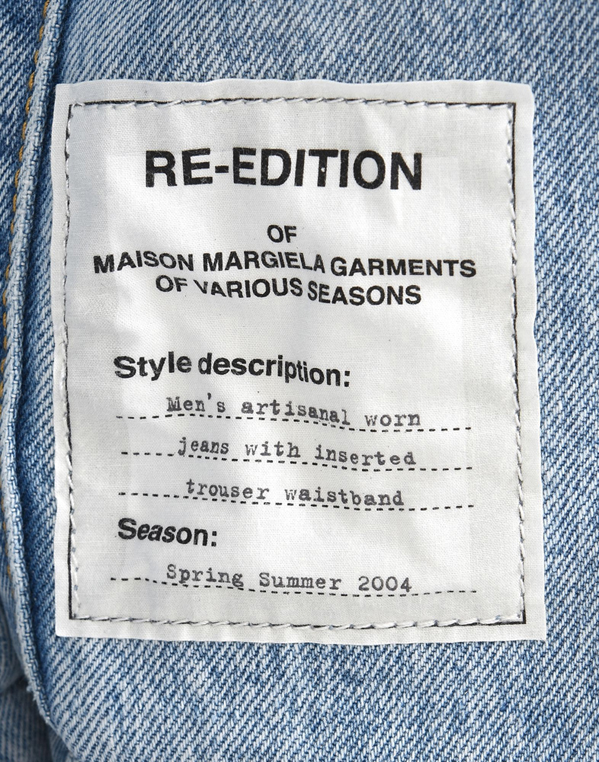 RE-EDITION
OF
MAISON MARGIELA GARMENTS
OF VARIOUS SEASONS
Style description:
Men's artisanal worn
jeans with inserted
trouser waistband
Season:
Spring Summer 2004